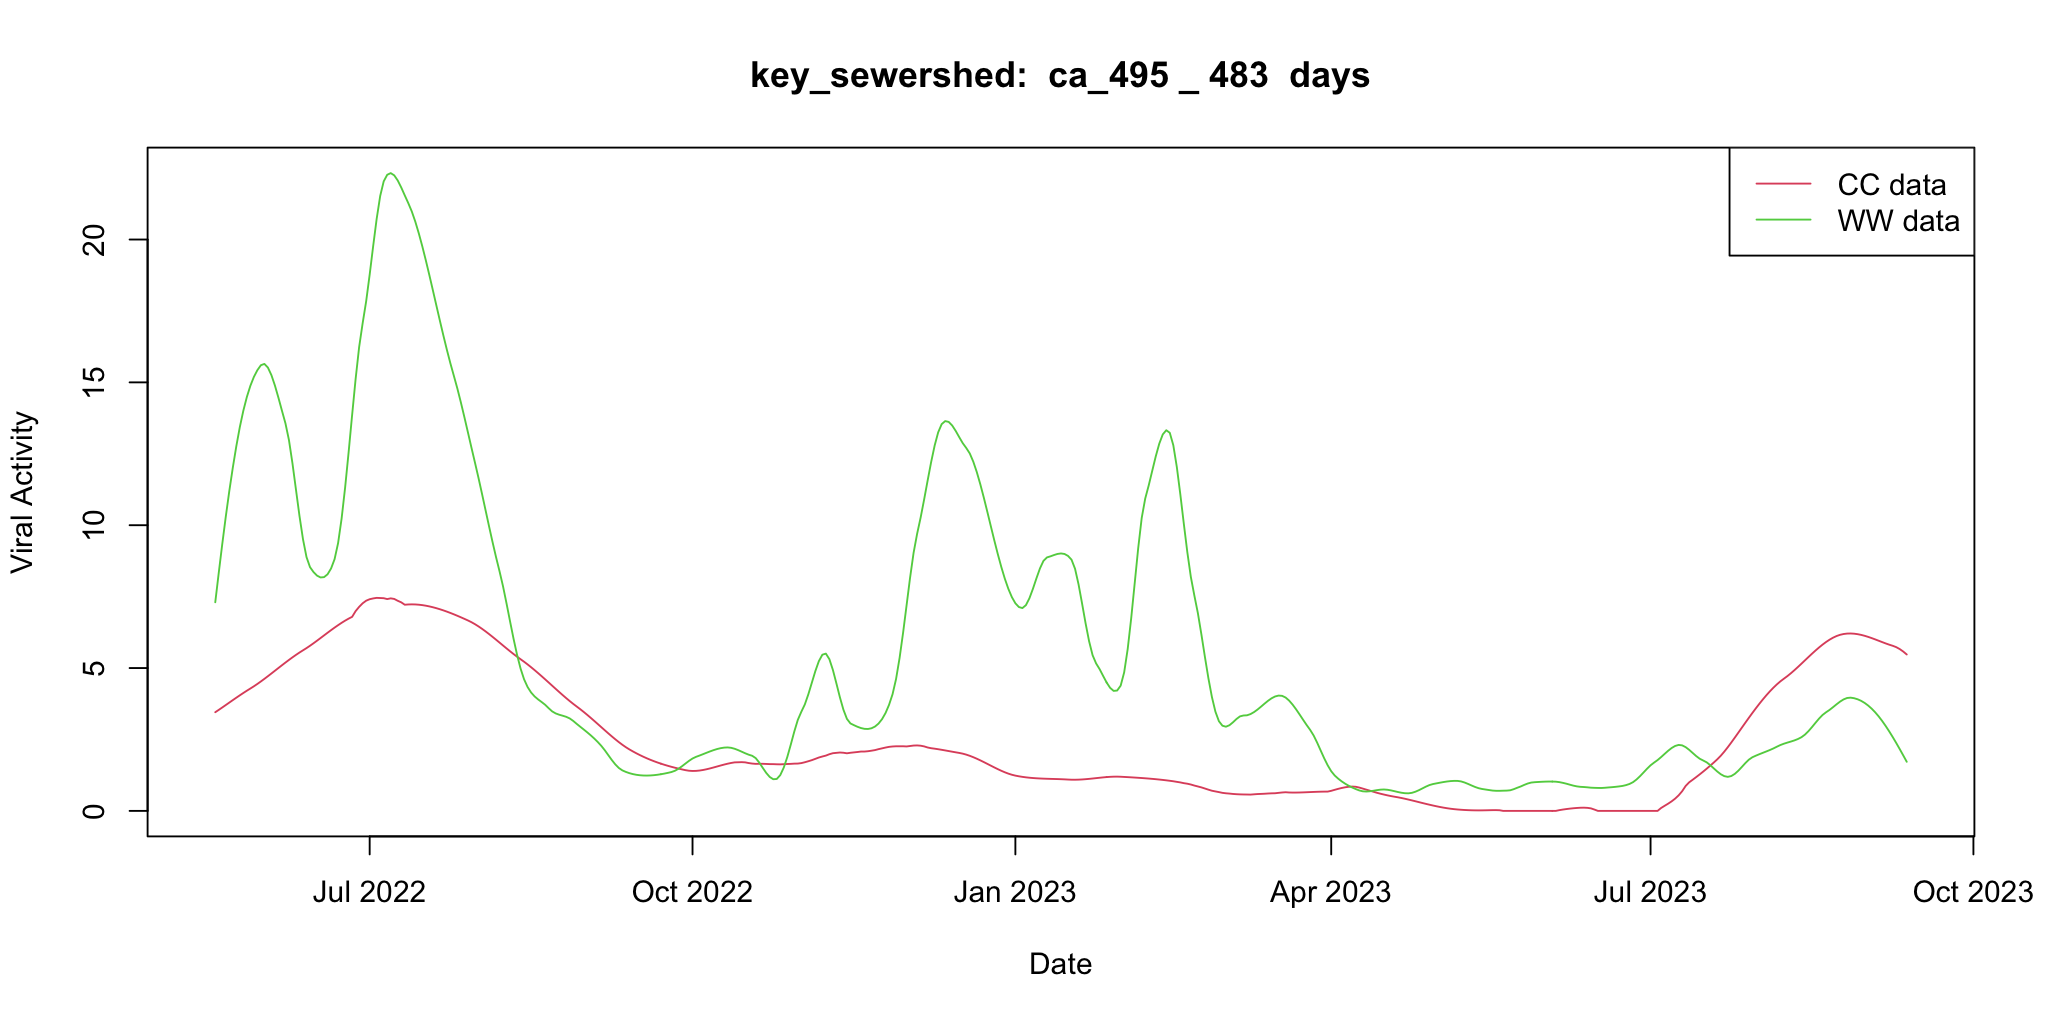 key_sewershed:  ca_495 _ 483  days
CC data
WW data
Viral Activity
20
15
10
5
0
Jul 2022
Oct 2022
Jan 2023
Apr 2023
Jul 2023
Oct 2023
Date